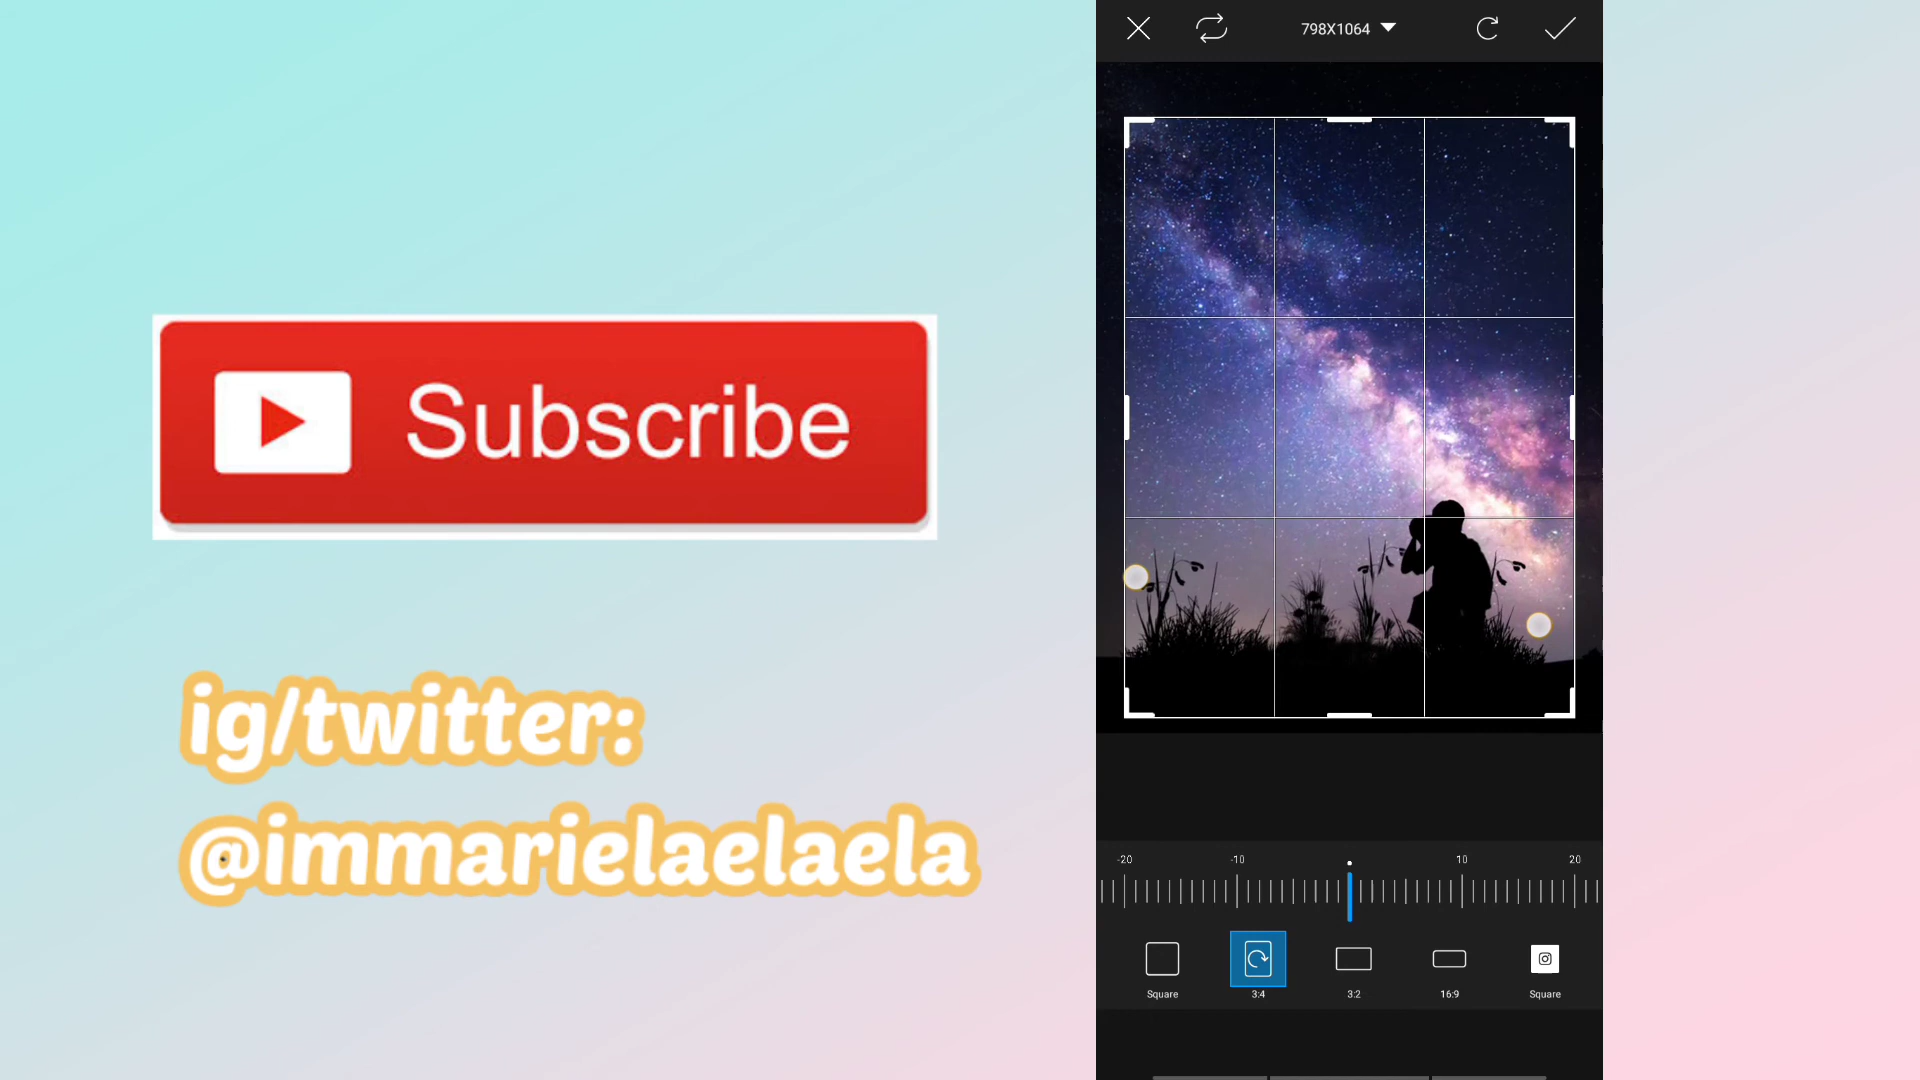 798X1064
Subscribe
ig/twitter:
@immarielaelaela
-20 -10 10 20
Square 3:4 3:2 16:9 Square